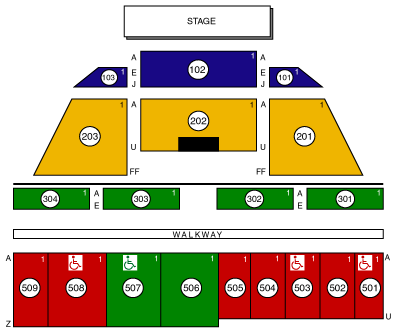 STAGE
A A
1 1 1
103 102 101
E E
J J
A A
1 1 1
203 202 201
U U
FF FF
1 A 1 1 A 1
304 303 302 301
E E
WALKWAY
A A
1 1 1 1 1 1 1 1 1
509 508 507 506 505 504 503 502 501
U
Z